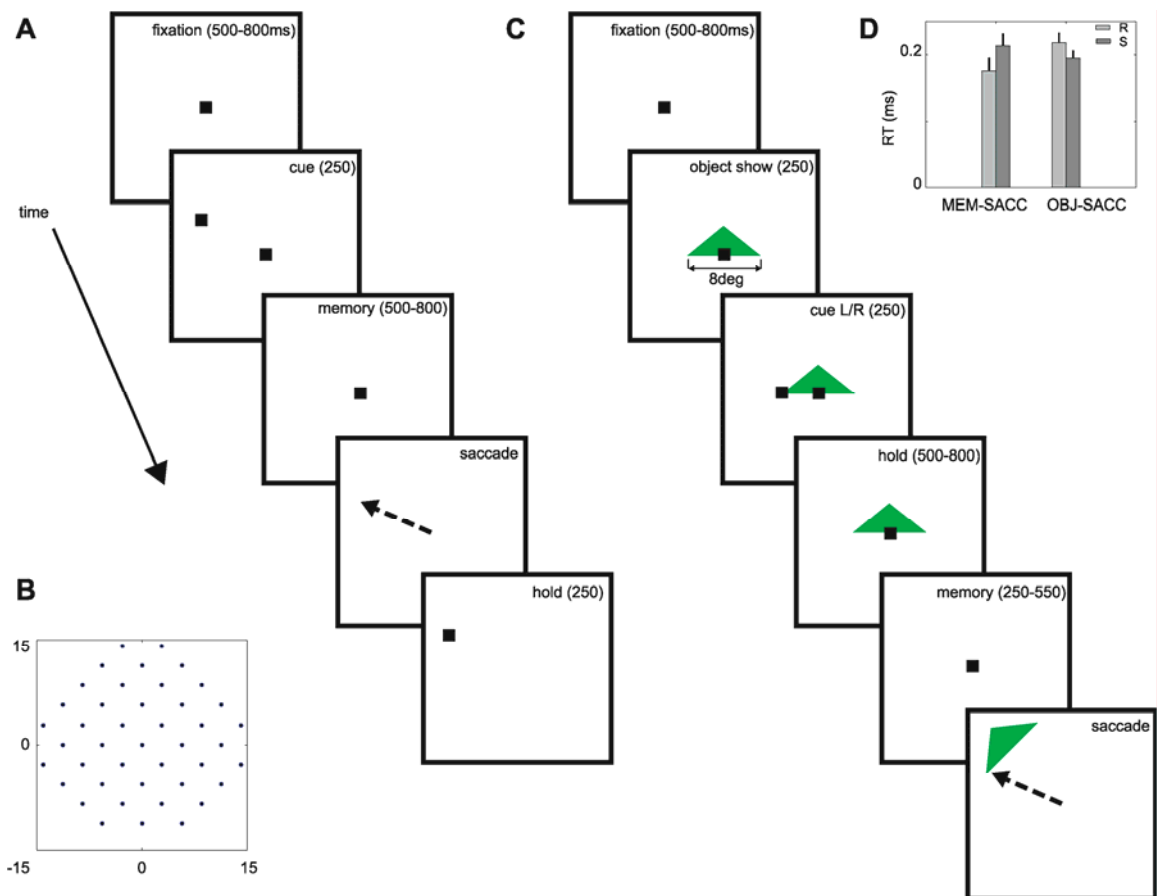 A
fixation (500-800ms)
cue (250)
time
memory (500-800)
saccade
hold (250)
B
15
0
-15
0
15
C
fixation (500-800ms)
object show (250)
8deg
cue L/R (250)
hold (500-800)
memory (250-550)
saccade
D
R
S
0.2
RT (ms)
0
MEM-SACC
OBJ-SACC